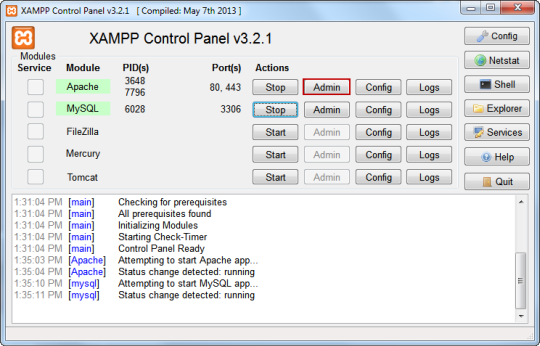 XAMPP Control Panel v3.2.1 [ Compiled: May 7th 2013 ]
XAMPP Control Panel v3.2.1
Config
Modules
Service Module PID(s) Port(s) Actions
Netstat
Apache 3648 7796 80, 443 Stop Admin Config Logs
Shell
MySQL 6028 3306 Stop Admin Config Logs
Explorer
FileZilla Start Admin Config Logs
Services
Mercury Start Admin Config Logs
Help
Tomcat Start Admin Config Logs
Quit
1:31:04 PM [main] Checking for prerequisites
1:31:04 PM [main] All prerequisites found
1:31:04 PM [main] Initializing Modules
1:31:04 PM [main] Starting Check-Timer
1:31:04 PM [main] Control Panel Ready
1:35:03 PM [Apache] Attempting to start Apache app...
1:35:04 PM [Apache] Status change detected: running
1:35:10 PM [mysql] Attempting to start MySQL app...
1:35:11 PM [mysql] Status change detected: running